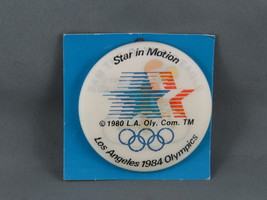 Star in Motion
© 1980 L.A. Oly. Com. TM
Los Angeles 1984 Olympics